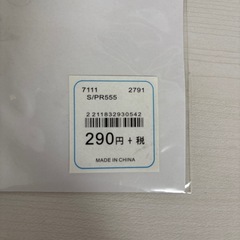 7111 2791
S/PR555
2 211832930542
290円 + 税
MADE IN CHINA